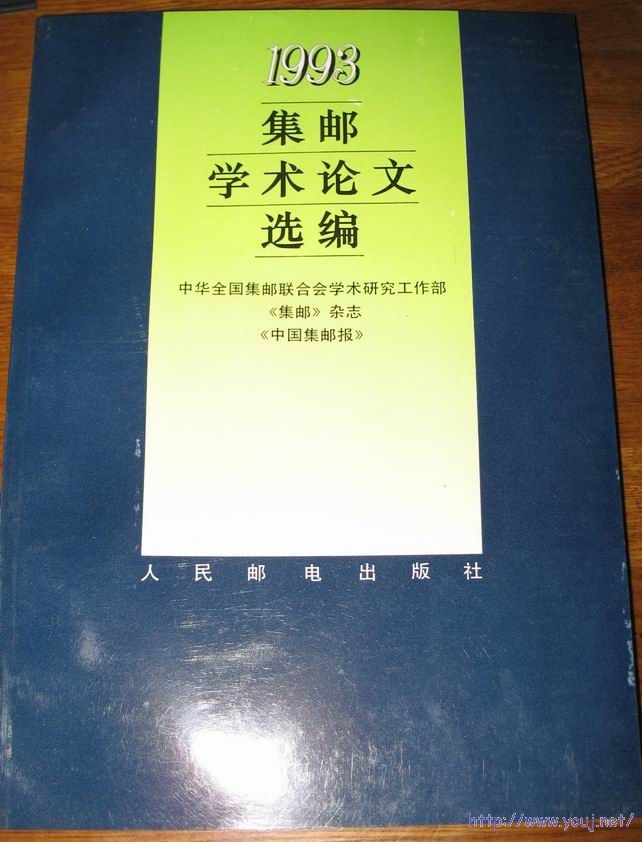 1993
集邮
学术论文
选编
中华全国集邮联合会学术研究工作部
《集邮》杂志
《中国集邮报》
人民邮电出版社
http://www.youj.net/